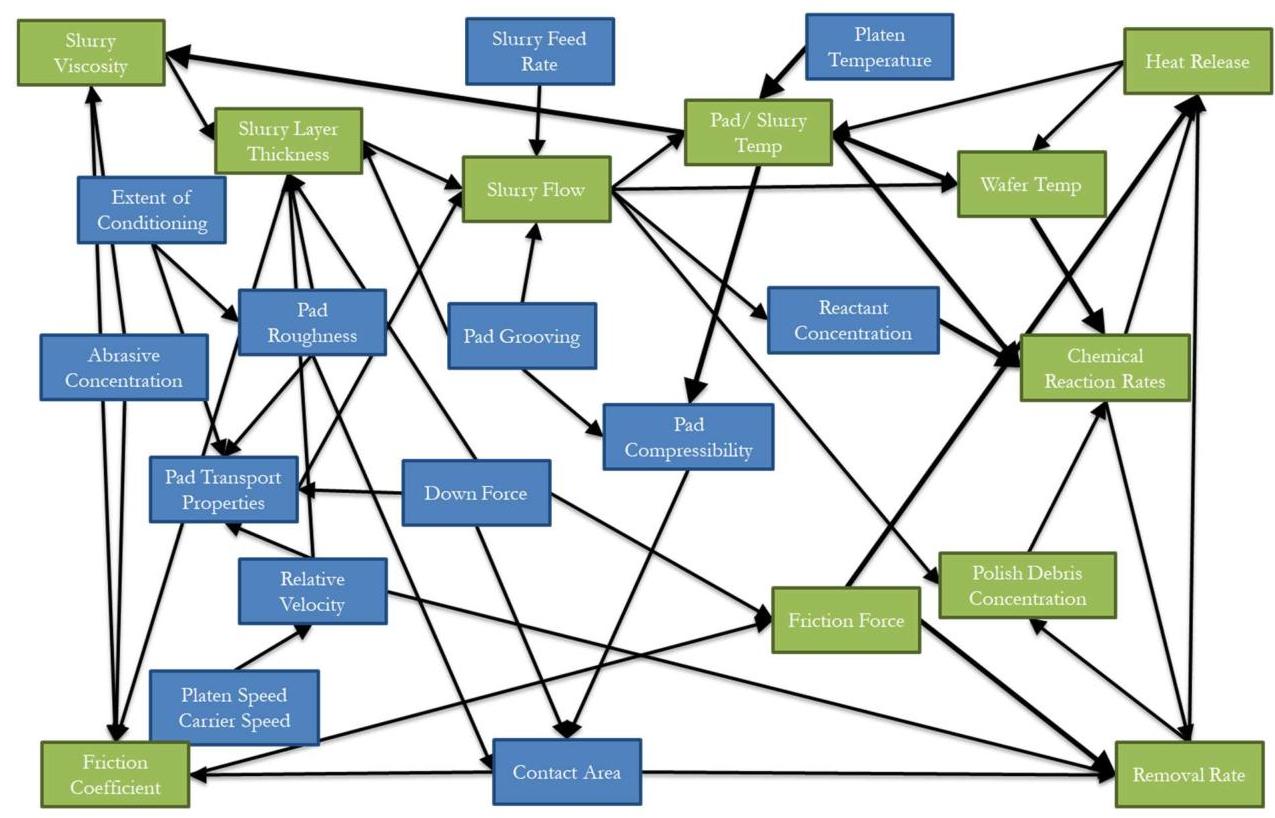 Slurry
Viscosity
Slurry Feed
Rate
Platen
Temperature
Heat Release
Slurry Layer
Thickness
Pad/ Slurry
Temp
Slurry Flow
Wafer Temp
Extent of
Conditioning
Pad
Roughness
Pad Grooving
Reactant
Concentration
Abrasive
Concentration
Chemical
Reaction Rates
Pad
Compressibility
Pad Transport
Properties
Down Force
Relative
Velocity
Polish Debris
Concentration
Friction Force
Platen Speed
Carrier Speed
Friction
Coefficient
Contact Area
Removal Rate